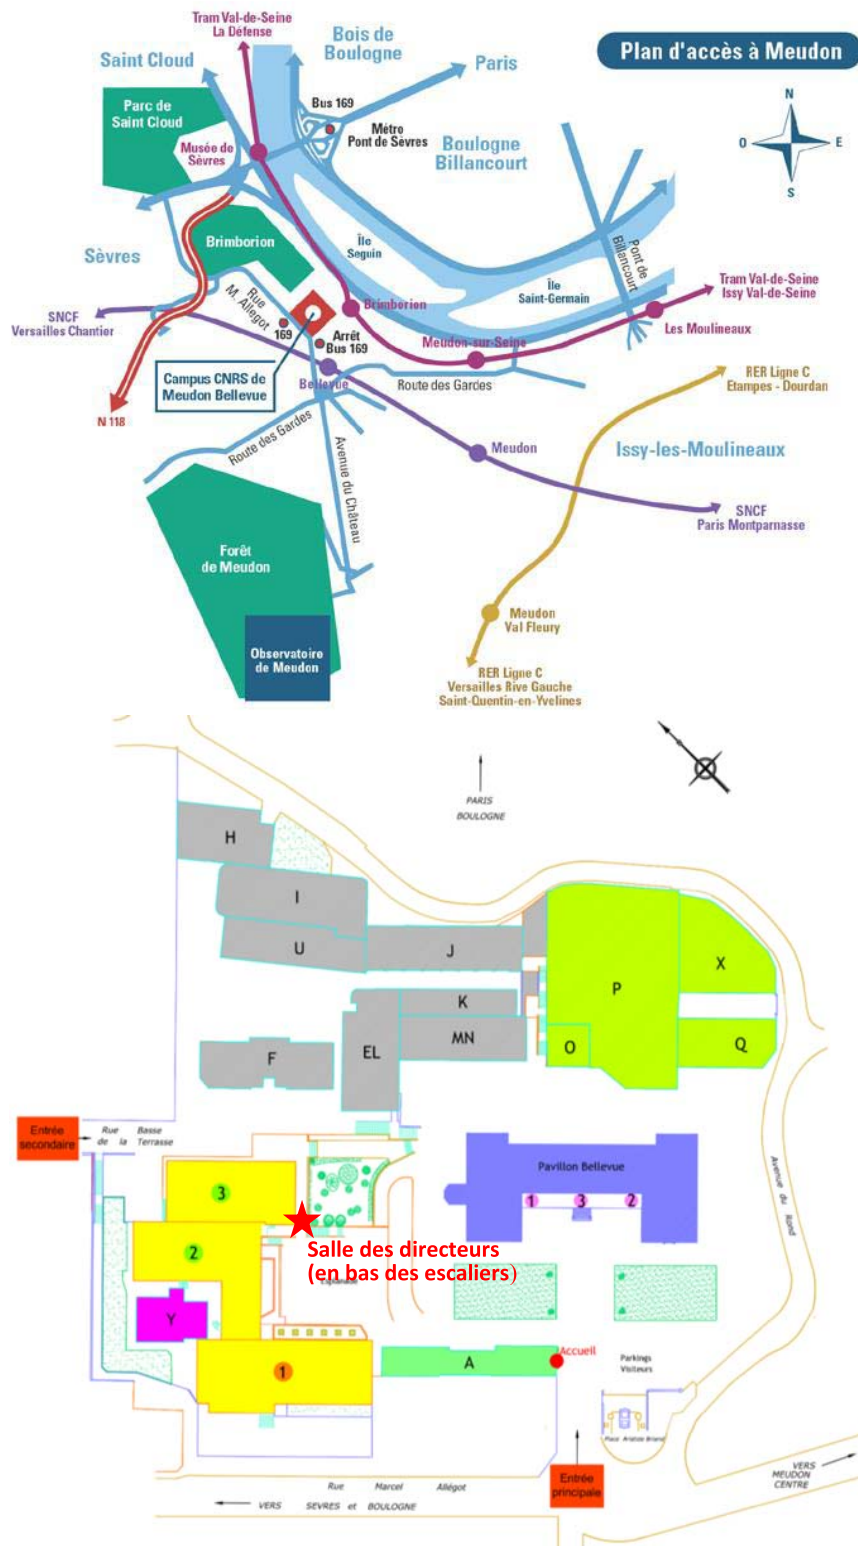 Tram Val-de-Seine
La Défense
Bois de
Boulogne
Saint Cloud
Paris
Plan d'accès à Meudon
N
O
E
S
Parc de
Saint Cloud
Bus 169
Métro
Pont de Sèvres
Musée de
Sèvres
Boulogne
Billancourt
Brimborion
Sèvres
Île
Seguin
Pont de
Billancourt
Île
Saint-Germain
Rue
M. Allegot
Brimborion
Tram Val-de-Seine
Issy Val-de-Seine
SNCF
Versailles Chantier
169
Arrêt
Bus 169
Les Moulineaux
Meudon-sur-Seine
Campus CNRS de
Meudon Bellevue
Bellevue
Route des Gardes
RER Ligne C
Etampes - Dourdan
N 118
Route des Gardes
Avenue du Château
Meudon
Issy-les-Moulineaux
SNCF
Paris Montparnasse
Forêt
de Meudon
Meudon
Val Fleury
Observatoire
de Meudon
RER Ligne C
Versailles Rive Gauche
Saint-Quentin-en-Yvelines
PARIS
BOULOGNE
H
I
U
J
K
MN
EL
F
P
X
O
Q
Entrée
secondaire
Rue Basse
de la Terrasse
Pavillon Bellevue
1
3
2
Avenue du Rond
3
2
Salle des directeurs
(en bas des escaliers)
Y
1
A
Accueil
Parkings
Visiteurs
Place Aristide Briand
Entrée
principale
VERS
MEUDON
CENTRE
Rue Marcel Allégot
VERS SEVRES et BOULOGNE